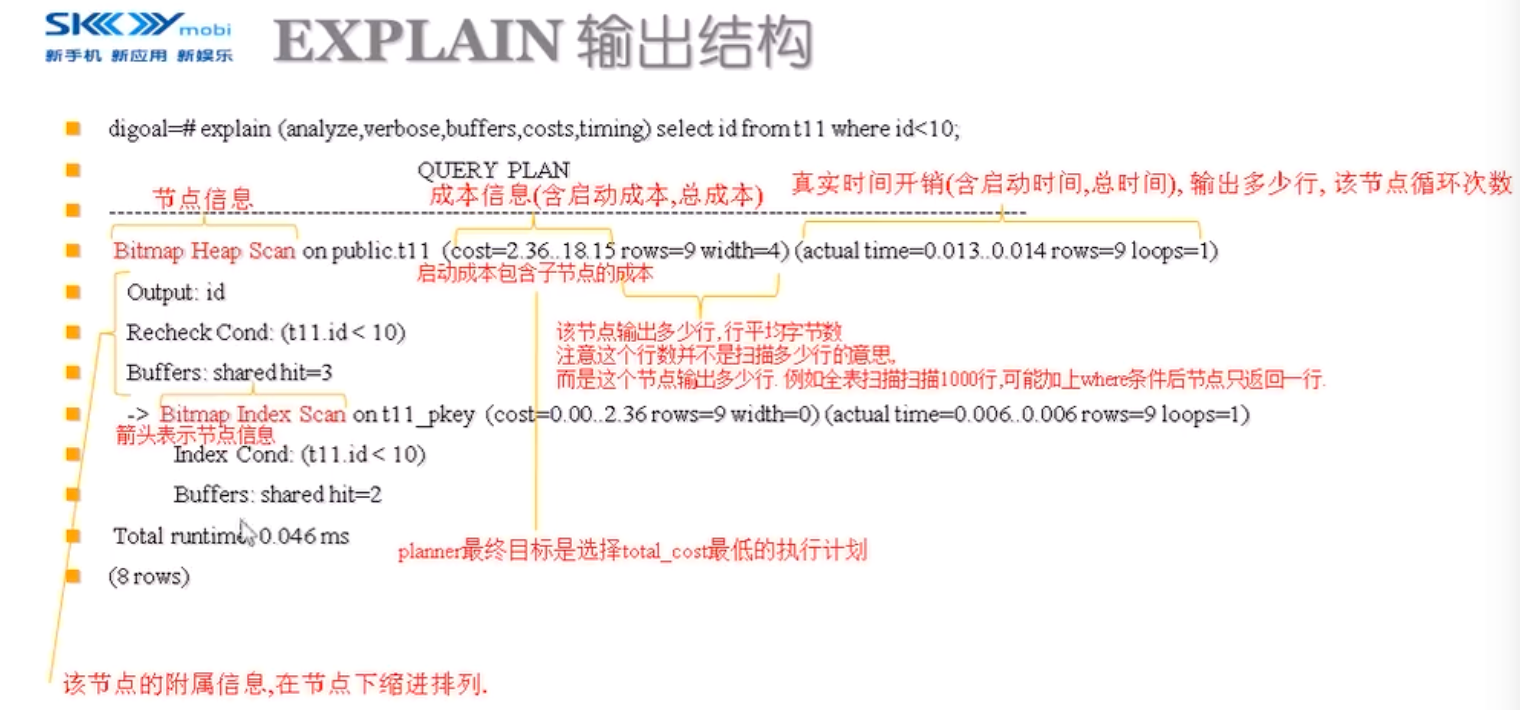 SKYmobi
新手机 新应用 新娱乐
EXPLAIN 输出结构
digoal=# explain (analyze,verbose,buffers,costs,timing) select id from t11 where id<10;
QUERY PLAN
节点信息
成本信息(含启动成本,总成本)
真实时间开销(含启动时间,总时间), 输出多少行, 该节点循环次数
------------------------------------------------------------------------------------------------------------------
Bitmap Heap Scan on public.t11 (cost=2.36..18.15 rows=9 width=4) (actual time=0.013..0.014 rows=9 loops=1)
启动成本包含子节点的成本
Output: id
Recheck Cond: (t11.id < 10)
该节点输出多少行,行平均字节数
注意这个行数并不是扫描多少行的意思,
Buffers: shared hit=3
而是这个节点输出多少行. 例如全表扫描扫描1000行,可能加上where条件后节点只返回一行.
-> Bitmap Index Scan on t11_pkey (cost=0.00..2.36 rows=9 width=0) (actual time=0.006..0.006 rows=9 loops=1)
箭头表示节点信息
Index Cond: (t11.id < 10)
Buffers: shared hit=2
Total runtime: 0.046 ms
planner最终目标是选择total_cost最低的执行计划
(8 rows)
该节点的附属信息,在节点下缩进排列.